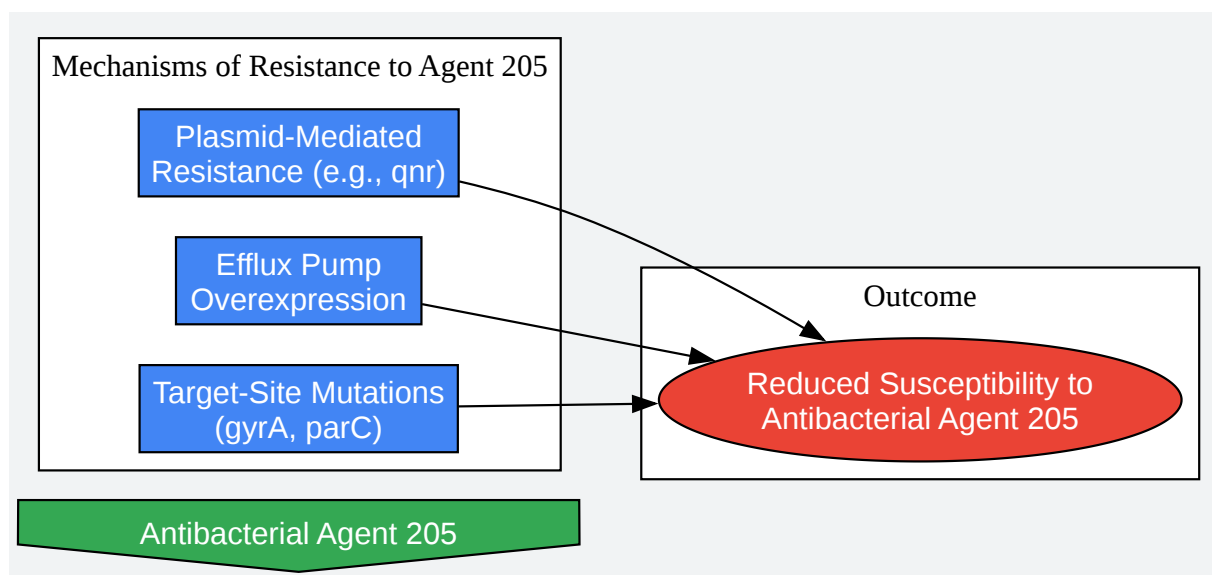 Mechanisms of Resistance to Agent 205
Plasmid-Mediated
Resistance (e.g., qnr)
Efflux Pump
Overexpression
Target-Site Mutations
(gyrA, parC)
Outcome
Reduced Susceptibility to
Antibacterial Agent 205
Antibacterial Agent 205